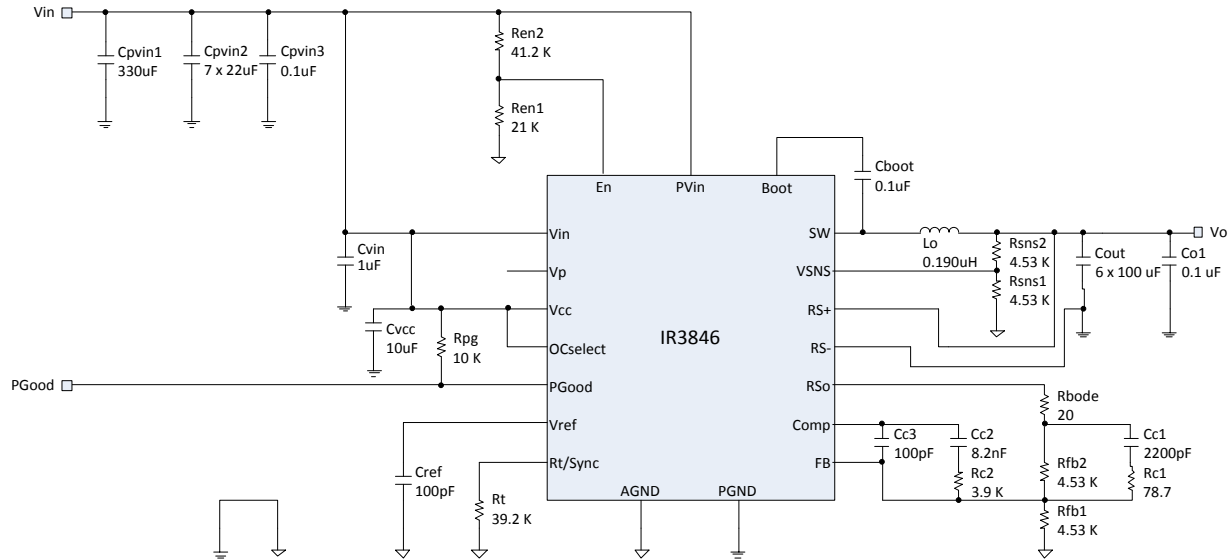 Vin
Cpvin1
330uF
Cpvin2
7 x 22uF
Cpvin3
0.1uF
Ren2
41.2 K
Ren1
21 K
Cboot
0.1uF
En
PVin
Boot
Vin
Vp
Vcc
OCselect
PGood
Vref
Rt/Sync
IR3846
AGND
PGND
SW
VSNS
RS+
RS-
RSo
Comp
FB
Cvin
1uF
Cvcc
10uF
Rpg
10 K
PGood
Cref
100pF
Rt
39.2 K
Lo
0.190uH
Rsns2
4.53 K
Rsns1
4.53 K
Cout
6 x 100 uF
Co1
0.1 uF
Vo
Rbode
20
Cc3
100pF
Cc2
8.2nF
Rc2
3.9 K
Cc1
2200pF
Rc1
78.7
Rfb2
4.53 K
Rfb1
4.53 K